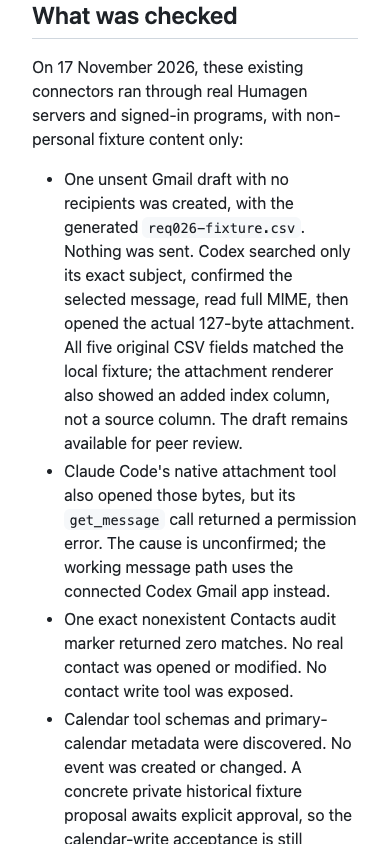 What was checked
On 17 November 2026, these existing
connectors ran through real Humagen
servers and signed-in programs, with non-
personal fixture content only:
• One unsent Gmail draft with no
recipients was created, with the
generated req026-fixture.csv.
Nothing was sent. Codex searched only
its exact subject, confirmed the
selected message, read full MIME, then
opened the actual 127-byte attachment.
All five original CSV fields matched the
local fixture; the attachment renderer
also showed an added index column,
not a source column. The draft remains
available for peer review.
• Claude Code's native attachment tool
also opened those bytes, but its
get_message call returned a permission
error. The cause is unconfirmed; the
working message path uses the
connected Codex Gmail app instead.
• One exact nonexistent Contacts audit
marker returned zero matches. No real
contact was opened or modified. No
contact write tool was exposed.
• Calendar tool schemas and primary-
calendar metadata were discovered. No
event was created or changed. A
concrete private historical fixture
proposal awaits explicit approval, so the
calendar-write acceptance is still